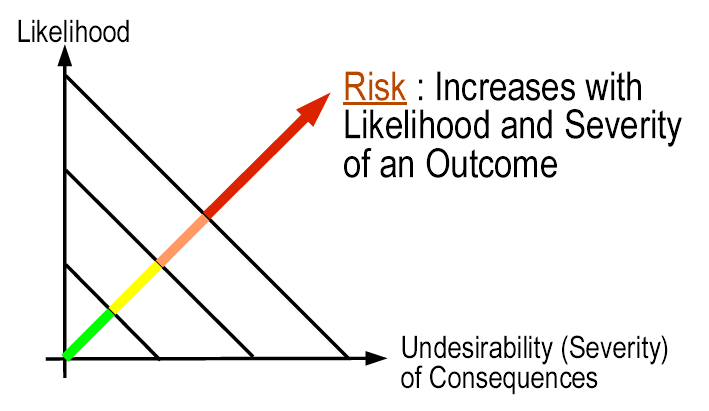 Likelihood
Risk : Increases with
Likelihood and Severity
of an Outcome
Undesirability (Severity)
of Consequences